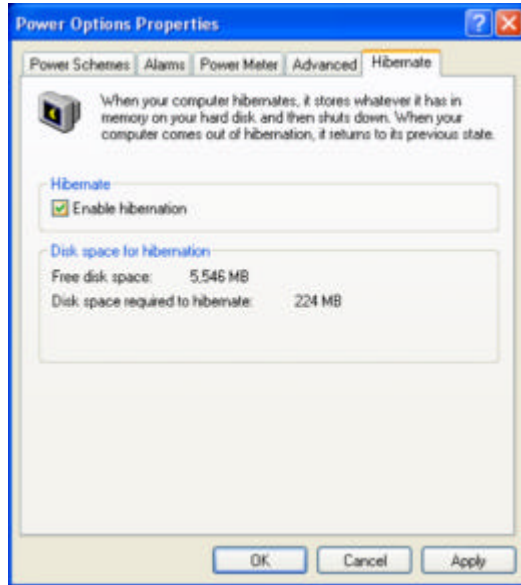 Power Options Properties
Power Schemes Alarms Power Meter Advanced Hibernate
When your computer hibernates, it stores whatever it has in
memory on your hard disk and then shuts down. When your
computer comes out of hibernation, it returns to its previous state.
Hibernate
Enable hibernation
Disk space for hibernation
Free disk space: 5,546 MB
Disk space required to hibernate: 224 MB
OK Cancel Apply